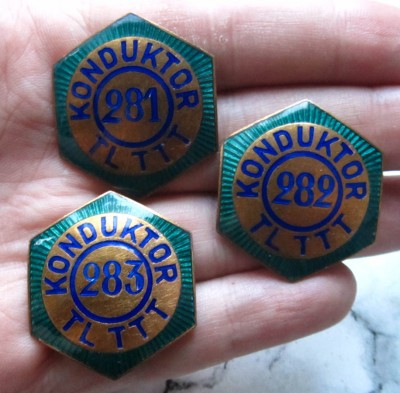 KONDUKTOR
281
TL TTT
KONDUKTOR
282
TL TTT
KONDUKTOR
283
TL TTT